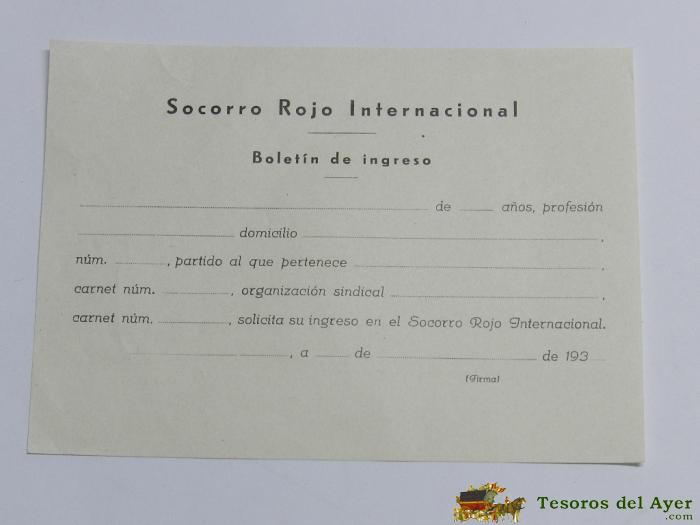 Socorro Rojo Internacional
Boletín de ingreso
de años, profesión
domicilio ,
núm. , partido al que pertenece ,
carnet núm. , organización sindical ,
carnet núm. , solicita su ingreso en el Socorro Rojo Internacional.
, a de de 193
(Firma)
Tesoros del Ayer
.com